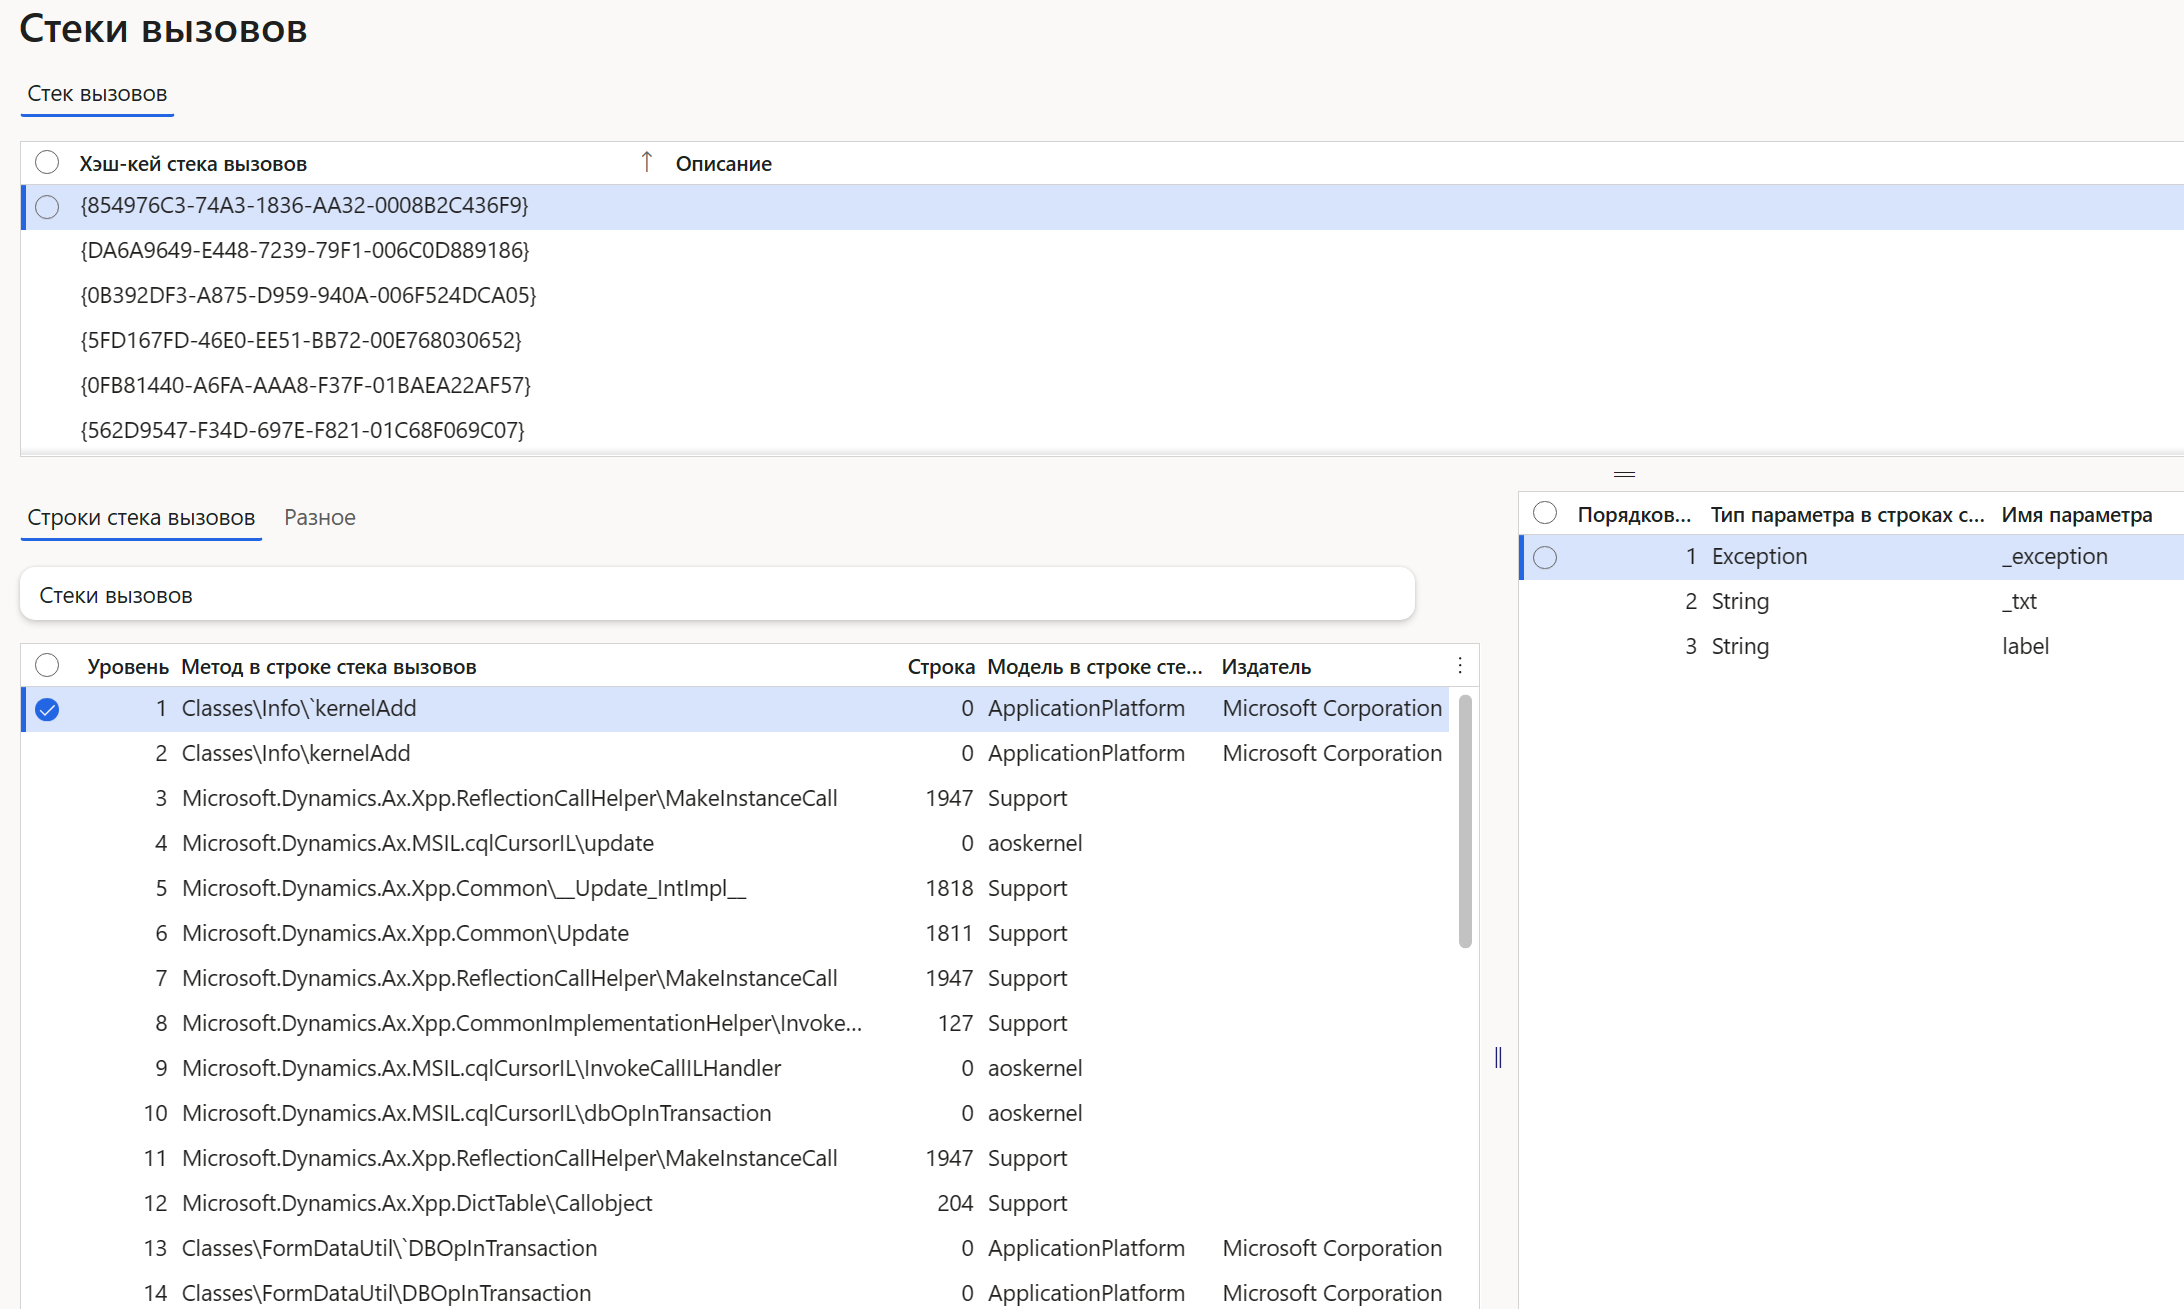 Стеки вызовов
Стек вызовов
Хэш-кей стека вызовов ↑ Описание
{854976C3-74A3-1836-AA32-0008B2C436F9}
{DA6A9649-E448-7239-79F1-006C0D889186}
{0B392DF3-A875-D959-940A-006F524DCA05}
{5FD167FD-46E0-EE51-BB72-00E768030652}
{0FB81440-A6FA-AAA8-F37F-01BAEA22AF57}
{562D9547-F34D-697E-F821-01C68F069C07}
Строки стека вызовов Разное
Стеки вызовов
Уровень Метод в строке стека вызовов Строка Модель в строке сте... Издатель
1 Classes\Info\`kernelAdd 0 ApplicationPlatform Microsoft Corporation
2 Classes\Info\kernelAdd 0 ApplicationPlatform Microsoft Corporation
3 Microsoft.Dynamics.Ax.Xpp.ReflectionCallHelper\MakeInstanceCall 1947 Support
4 Microsoft.Dynamics.Ax.MSIL.cqlCursorIL\update 0 aoskernel
5 Microsoft.Dynamics.Ax.Xpp.Common\__Update_IntImpl__ 1818 Support
6 Microsoft.Dynamics.Ax.Xpp.Common\Update 1811 Support
7 Microsoft.Dynamics.Ax.Xpp.ReflectionCallHelper\MakeInstanceCall 1947 Support
8 Microsoft.Dynamics.Ax.Xpp.CommonImplementationHelper\Invoke... 127 Support
9 Microsoft.Dynamics.Ax.MSIL.cqlCursorIL\InvokeCallILHandler 0 aoskernel
10 Microsoft.Dynamics.Ax.MSIL.cqlCursorIL\dbOpInTransaction 0 aoskernel
11 Microsoft.Dynamics.Ax.Xpp.ReflectionCallHelper\MakeInstanceCall 1947 Support
12 Microsoft.Dynamics.Ax.Xpp.DictTable\Callobject 204 Support
13 Classes\FormDataUtil\`DBOpInTransaction 0 ApplicationPlatform Microsoft Corporation
14 Classes\FormDataUtil\DBOpInTransaction 0 ApplicationPlatform Microsoft Corporation
Порядков... Тип параметра в строках с... Имя параметра
1 Exception _exception
2 String _txt
3 String label